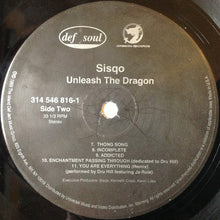 def soul
DRAGON RECORDS
Sisqo
Unleash The Dragon
314 546 816-1
Side Two
33 1/3 RPM
Stereo
7. THONG SONG
8. INCOMPLETE
9. ADDICTED
10. ENCHANTMENT PASSING THROUGH (dedicated to Dru Hill)
11. YOU ARE EVERYTHING (Remix)
(performed by Dru Hill featuring Ja-Rule)